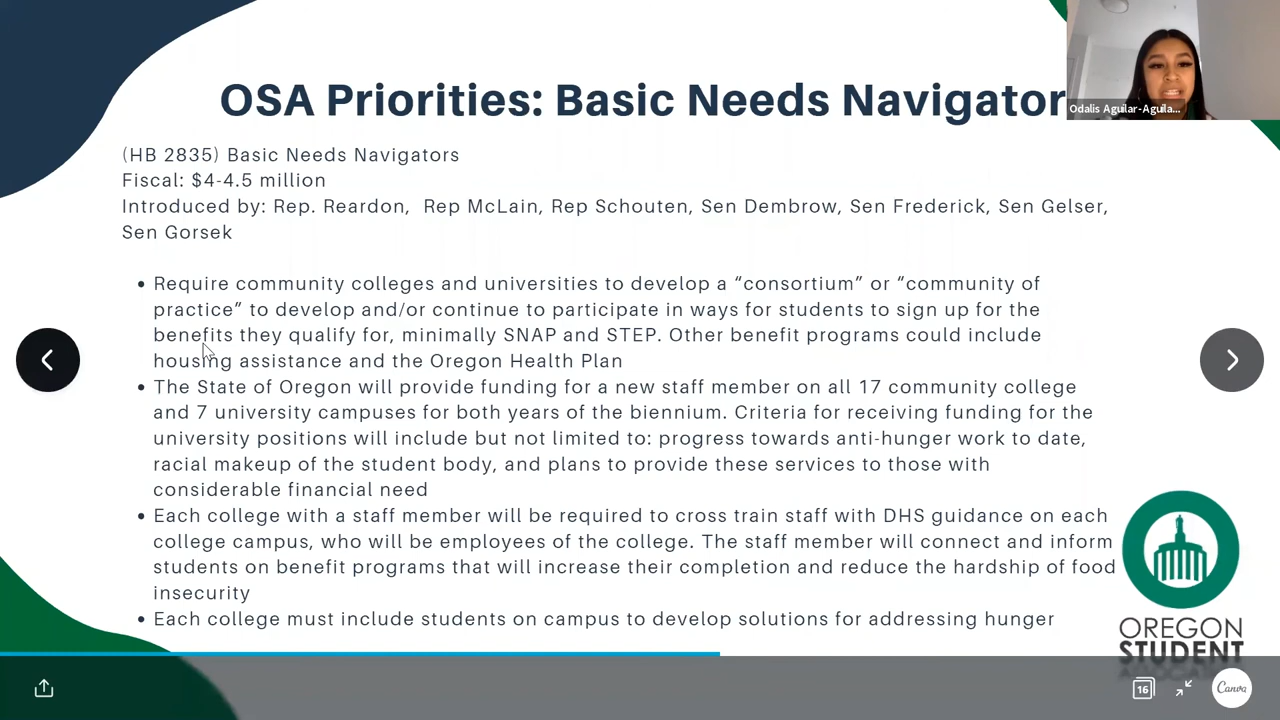 OSA Priorities: Basic Needs Navigator
Odalis Aguilar-Aguila...
(HB 2835) Basic Needs Navigators
Fiscal: $4-4.5 million
Introduced by: Rep. Reardon,  Rep McLain, Rep Schouten, Sen Dembrow, Sen Frederick, Sen Gelser,
Sen Gorsek
• Require community colleges and universities to develop a “consortium” or “community of
practice” to develop and/or continue to participate in ways for students to sign up for the
benefits they qualify for, minimally SNAP and STEP. Other benefit programs could include
housing assistance and the Oregon Health Plan
• The State of Oregon will provide funding for a new staff member on all 17 community college
and 7 university campuses for both years of the biennium. Criteria for receiving funding for the
university positions will include but not limited to: progress towards anti-hunger work to date,
racial makeup of the student body, and plans to provide these services to those with
considerable financial need
• Each college with a staff member will be required to cross train staff with DHS guidance on each
college campus, who will be employees of the college. The staff member will connect and inform
students on benefit programs that will increase their completion and reduce the hardship of food
insecurity
• Each college must include students on campus to develop solutions for addressing hunger
OREGON
STUDENT
16
Canva